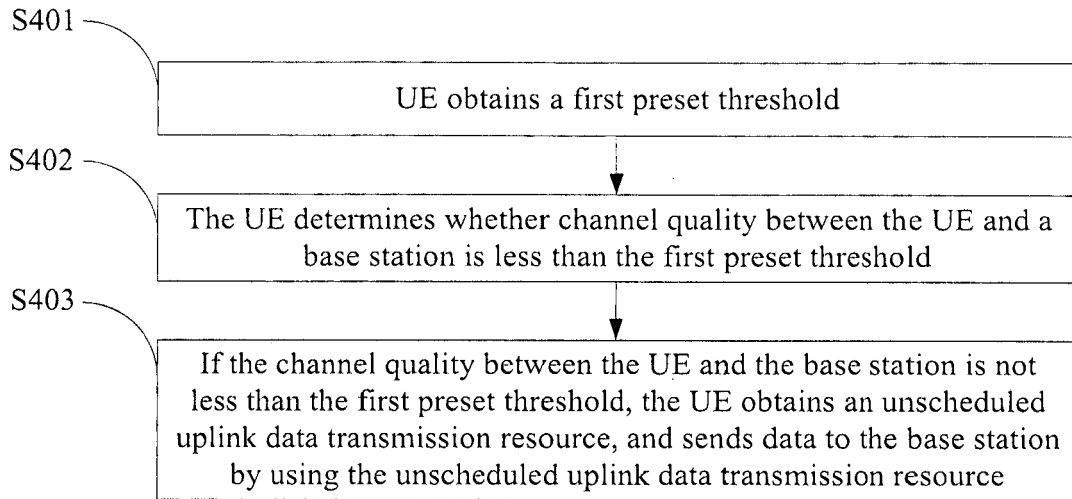 S401
UE obtains a first preset threshold
S402
The UE determines whether channel quality between the UE and a
base station is less than the first preset threshold
S403
If the channel quality between the UE and the base station is not
less than the first preset threshold, the UE obtains an unscheduled
uplink data transmission resource, and sends data to the base station
by using the unscheduled uplink data transmission resource